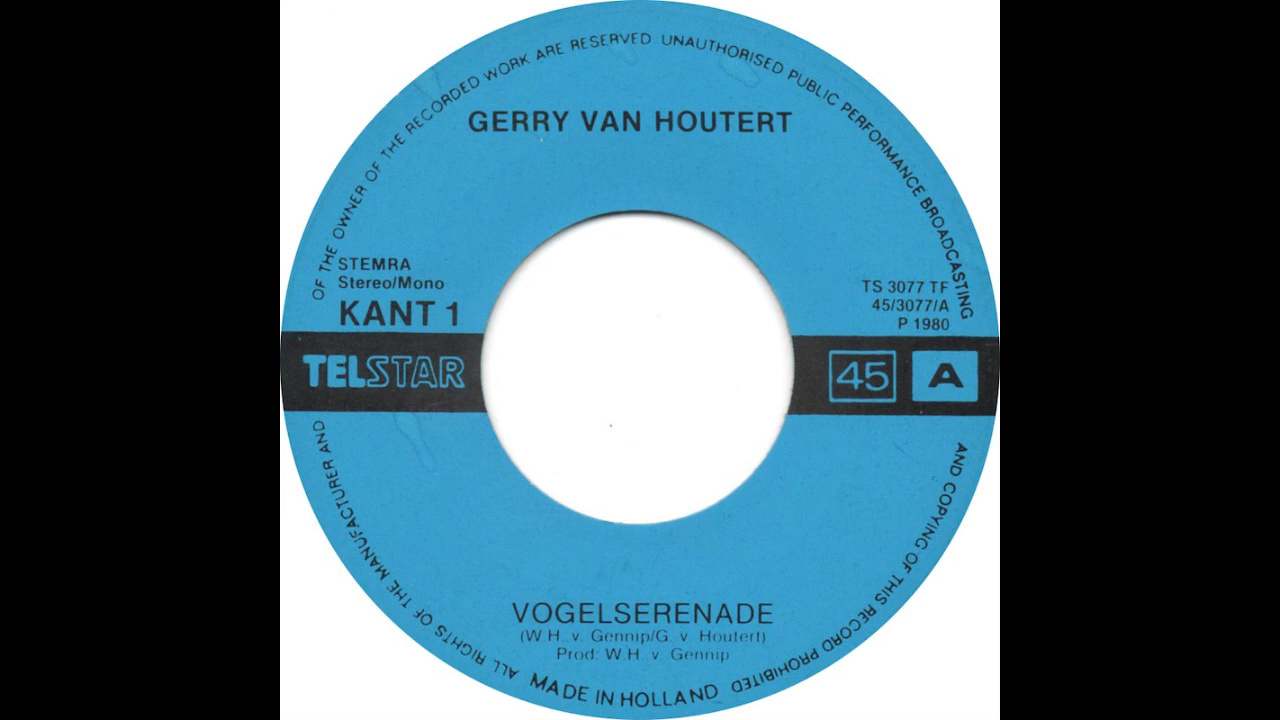 ALL RIGHTS OF THE MANUFACTURER AND OF THE OWNER OF THE RECORDED WORK ARE RESERVED UNAUTHORISED PUBLIC PERFORMANCE BROADCASTING AND COPYING OF THIS RECORD PROHIBITED
GERRY VAN HOUTERT
STEMRA
Stereo/Mono
KANT 1
TS 3077 TF
45/3077/A
P 1980
TELSTAR
45 A
VOGELSERENADE
(W.H. v. Gennip/G. v. Houtert)
Prod: W.H. v. Gennip
MADE IN HOLLAND